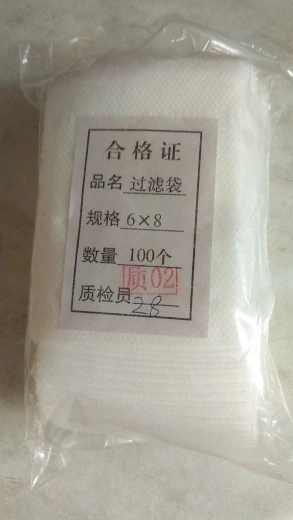 合格证
品名 过滤袋
规格 6×8
数量 100个
质02
质检员 28